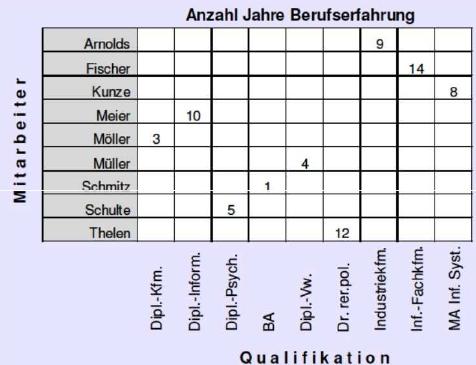 Anzahl Jahre Berufserfahrung
Mitarbeiter
Arnolds 9
Fischer 14
Kunze 8
Meier 10
Möller 3
Müller 4
Schmitz 1
Schulte 5
Thelen 12
Dipl.-Kfm.
Dipl.-Inform.
Dipl.-Psych.
BA
Dipl.-Vw.
Dr. rer.pol.
Industriekfm.
Inf.-Fachkfm.
MA Inf. Syst.
Qualifikation